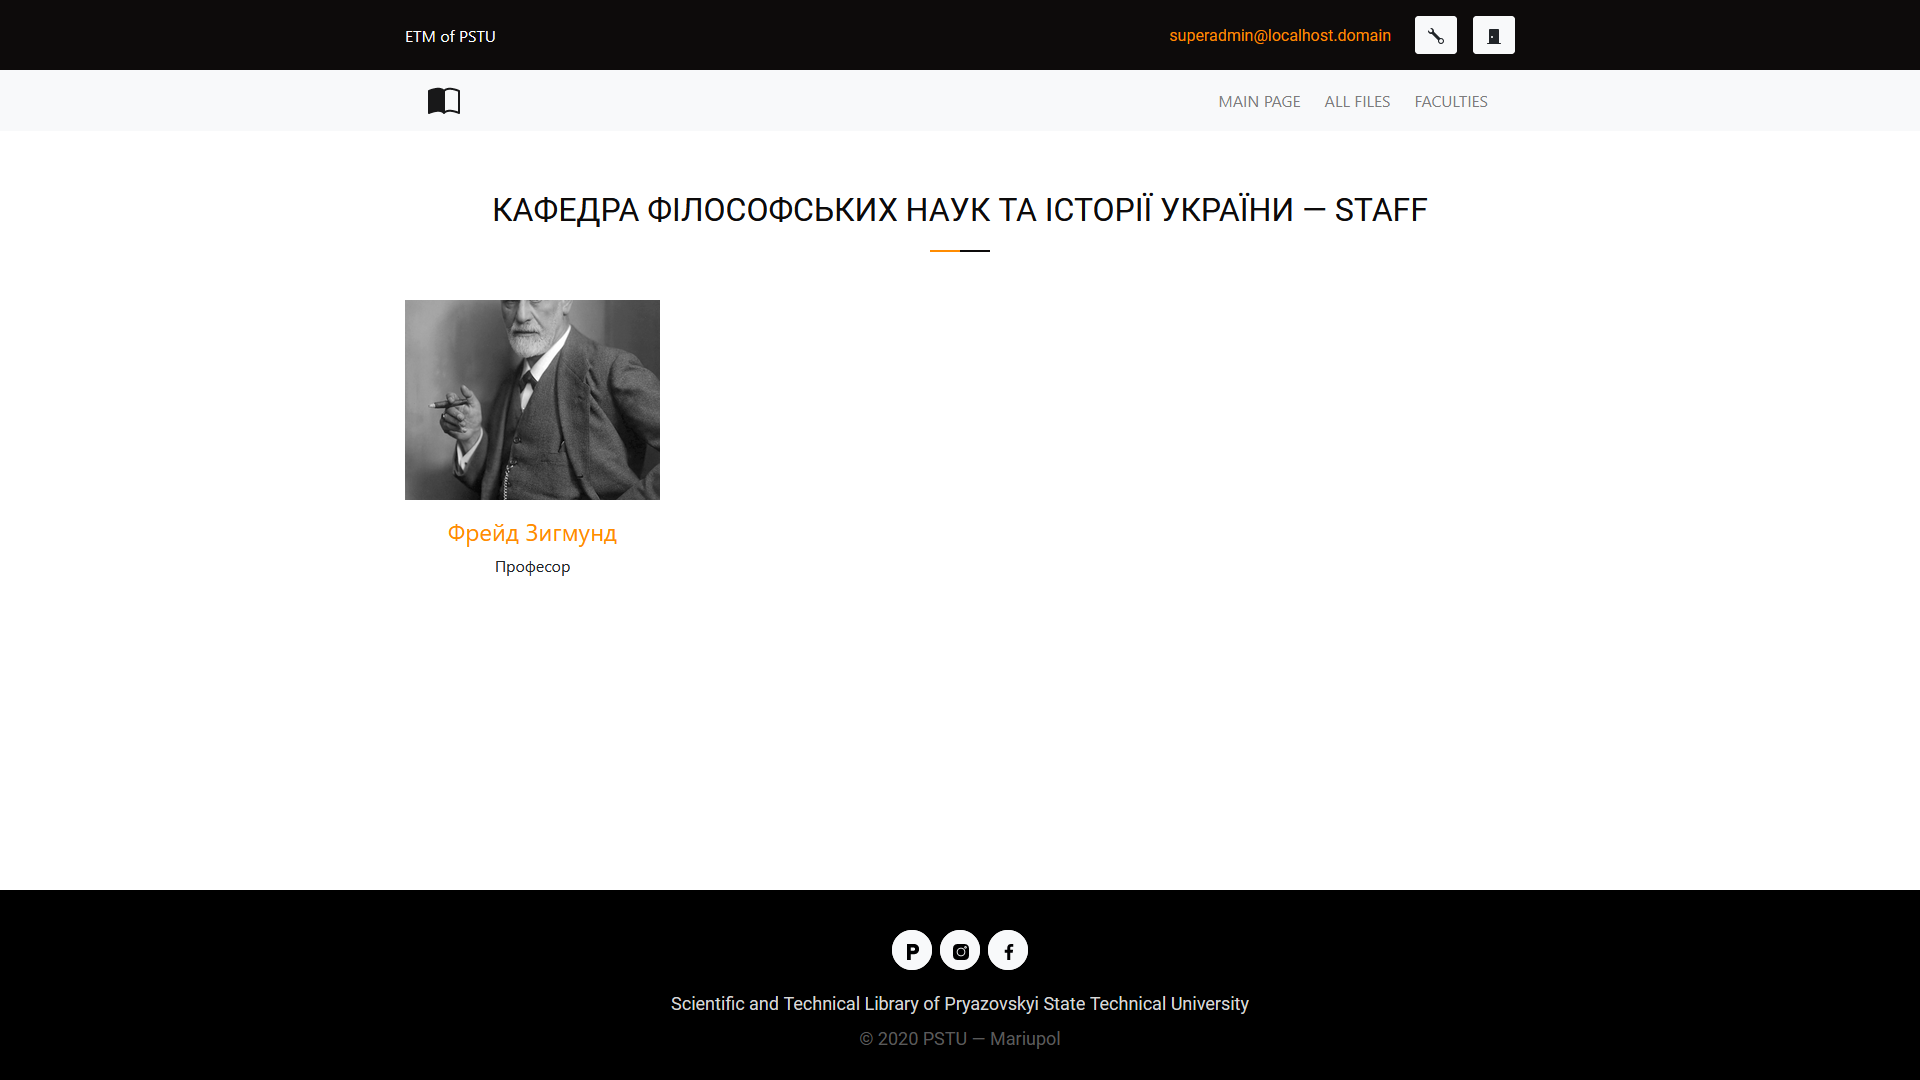 ETM of PSTU
superadmin@localhost.domain
MAIN PAGE ALL FILES FACULTIES
КАФЕДРА ФІЛОСОФСЬКИХ НАУК ТА ІСТОРІЇ УКРАЇНИ — STAFF
Фрейд Зигмунд
Професор
Scientific and Technical Library of Pryazovskyi State Technical University
© 2020 PSTU — Mariupol